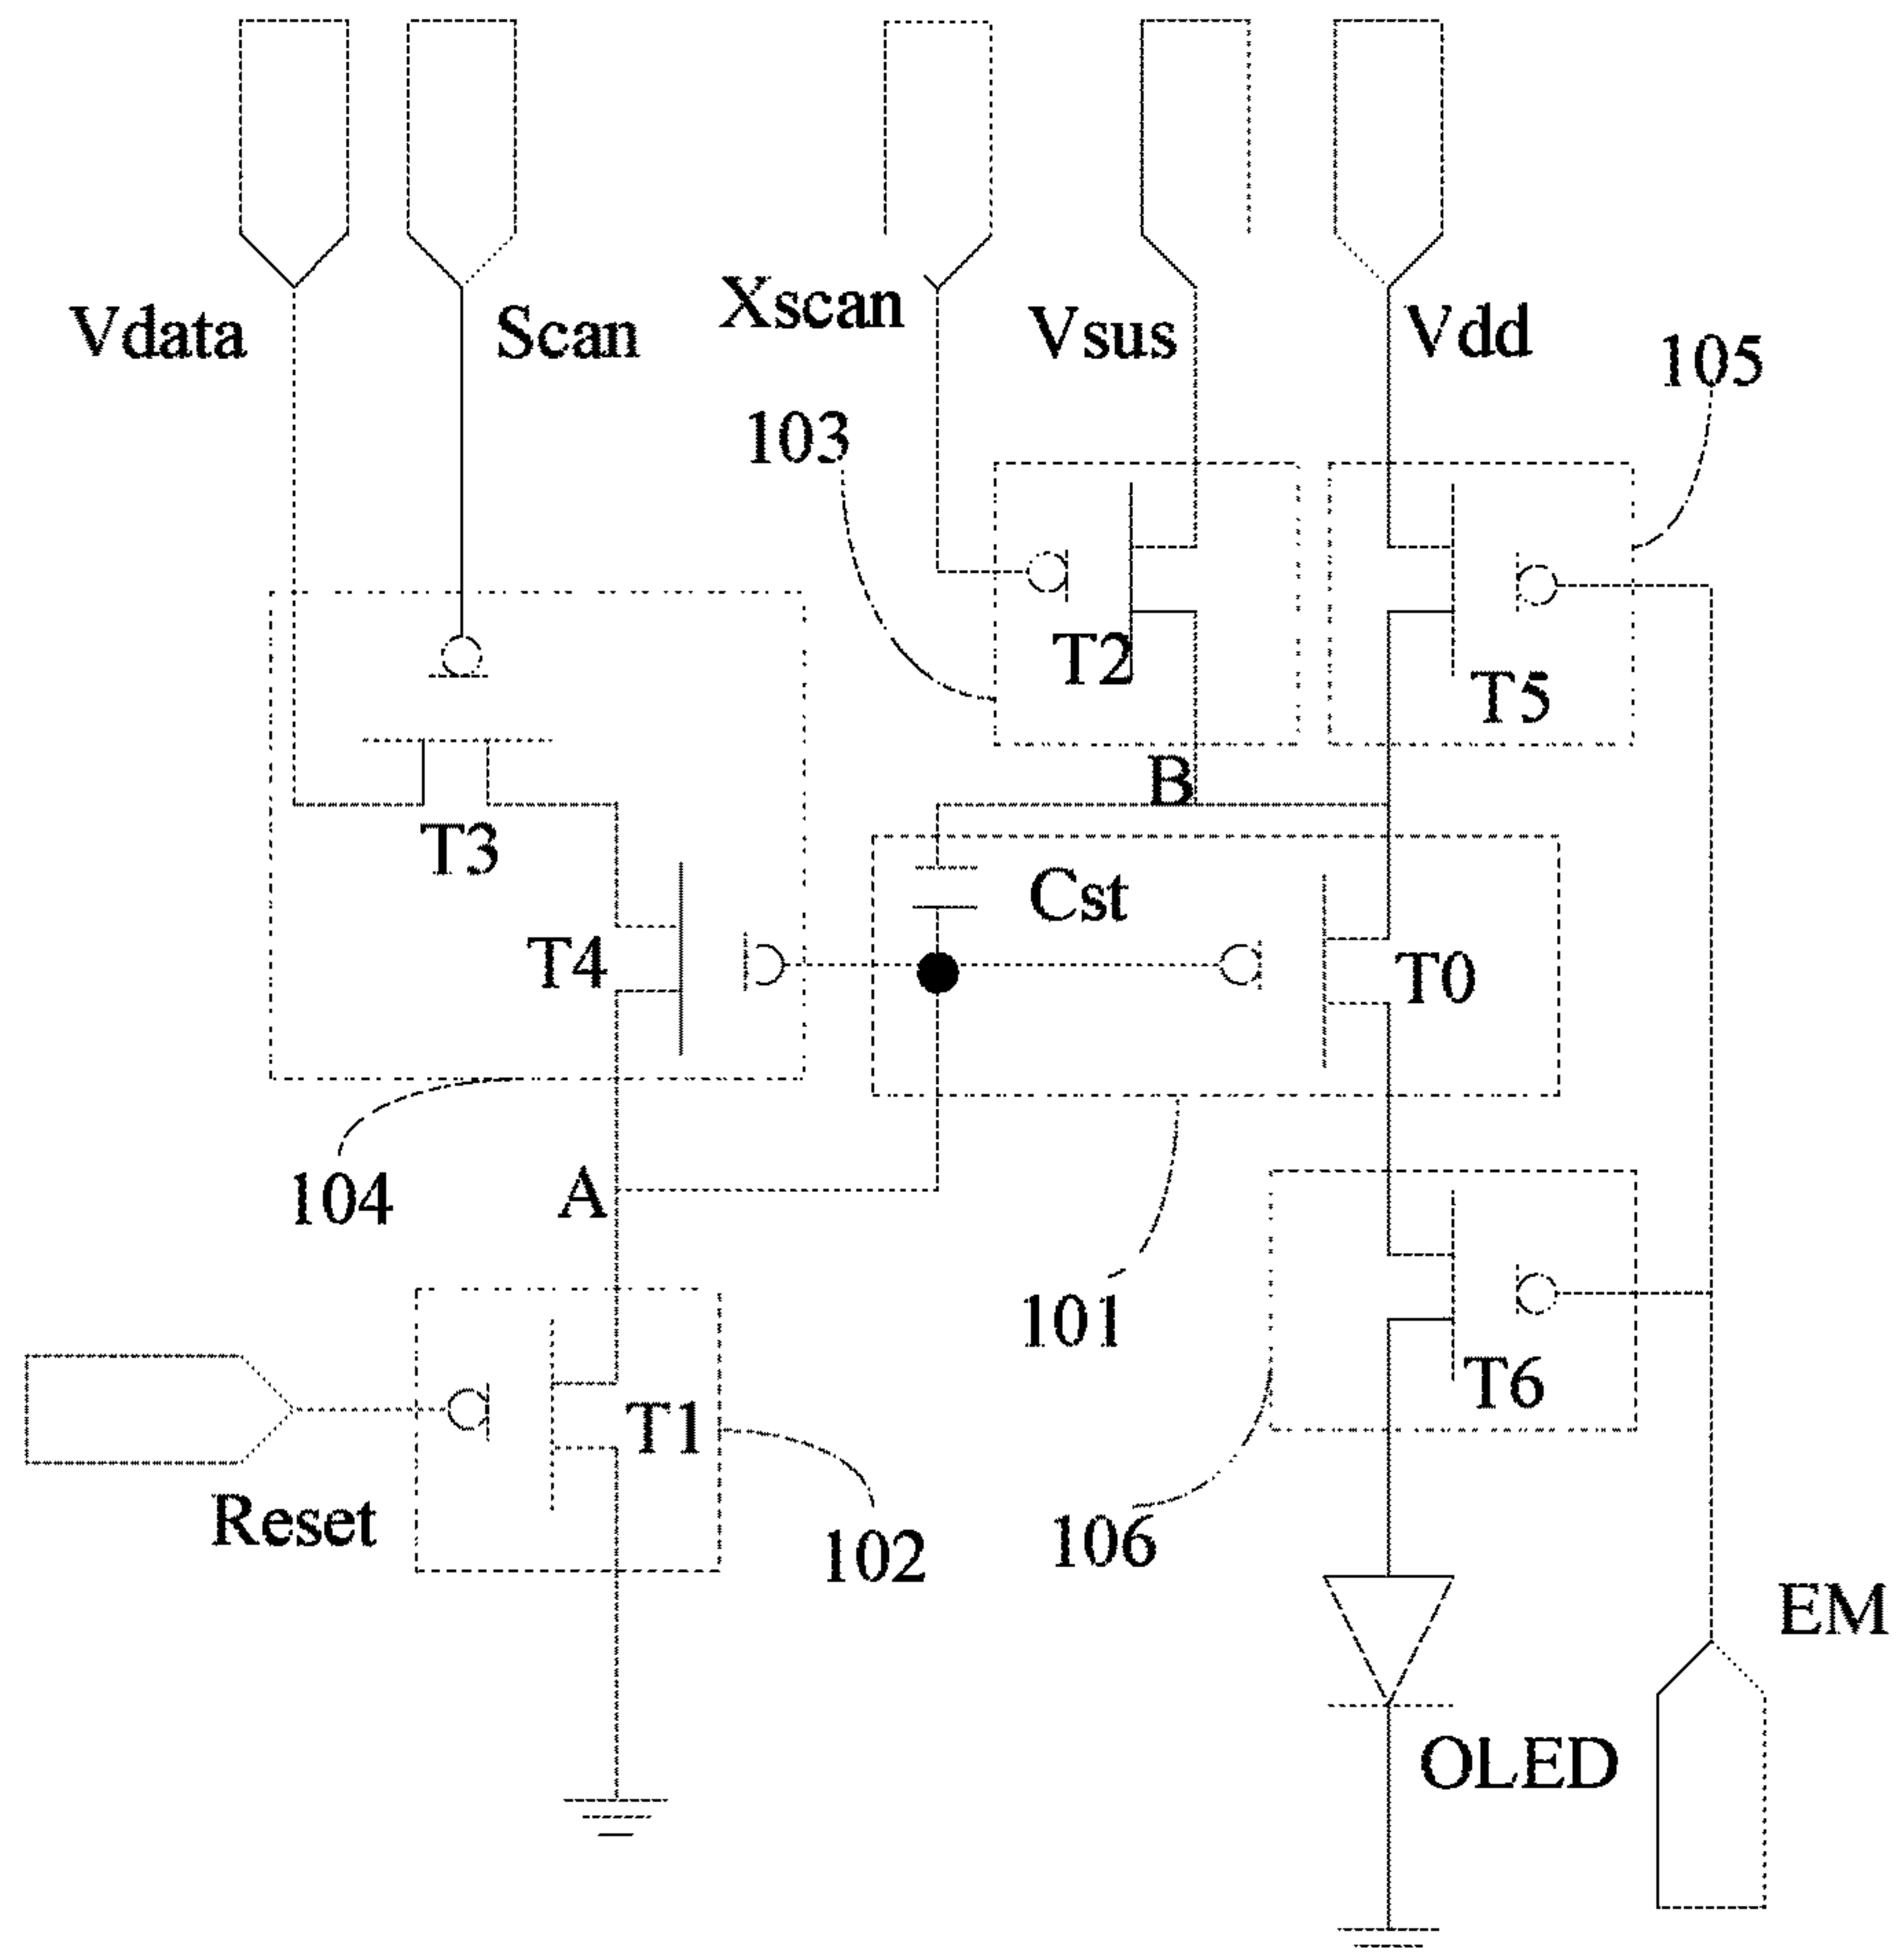 Vdata
Scan
Xscan
Vsus
Vdd
105
103
T2
T5
B
T3
Cst
T4
T0
104
A
101
T6
T1
Reset
102
106
EM
OLED